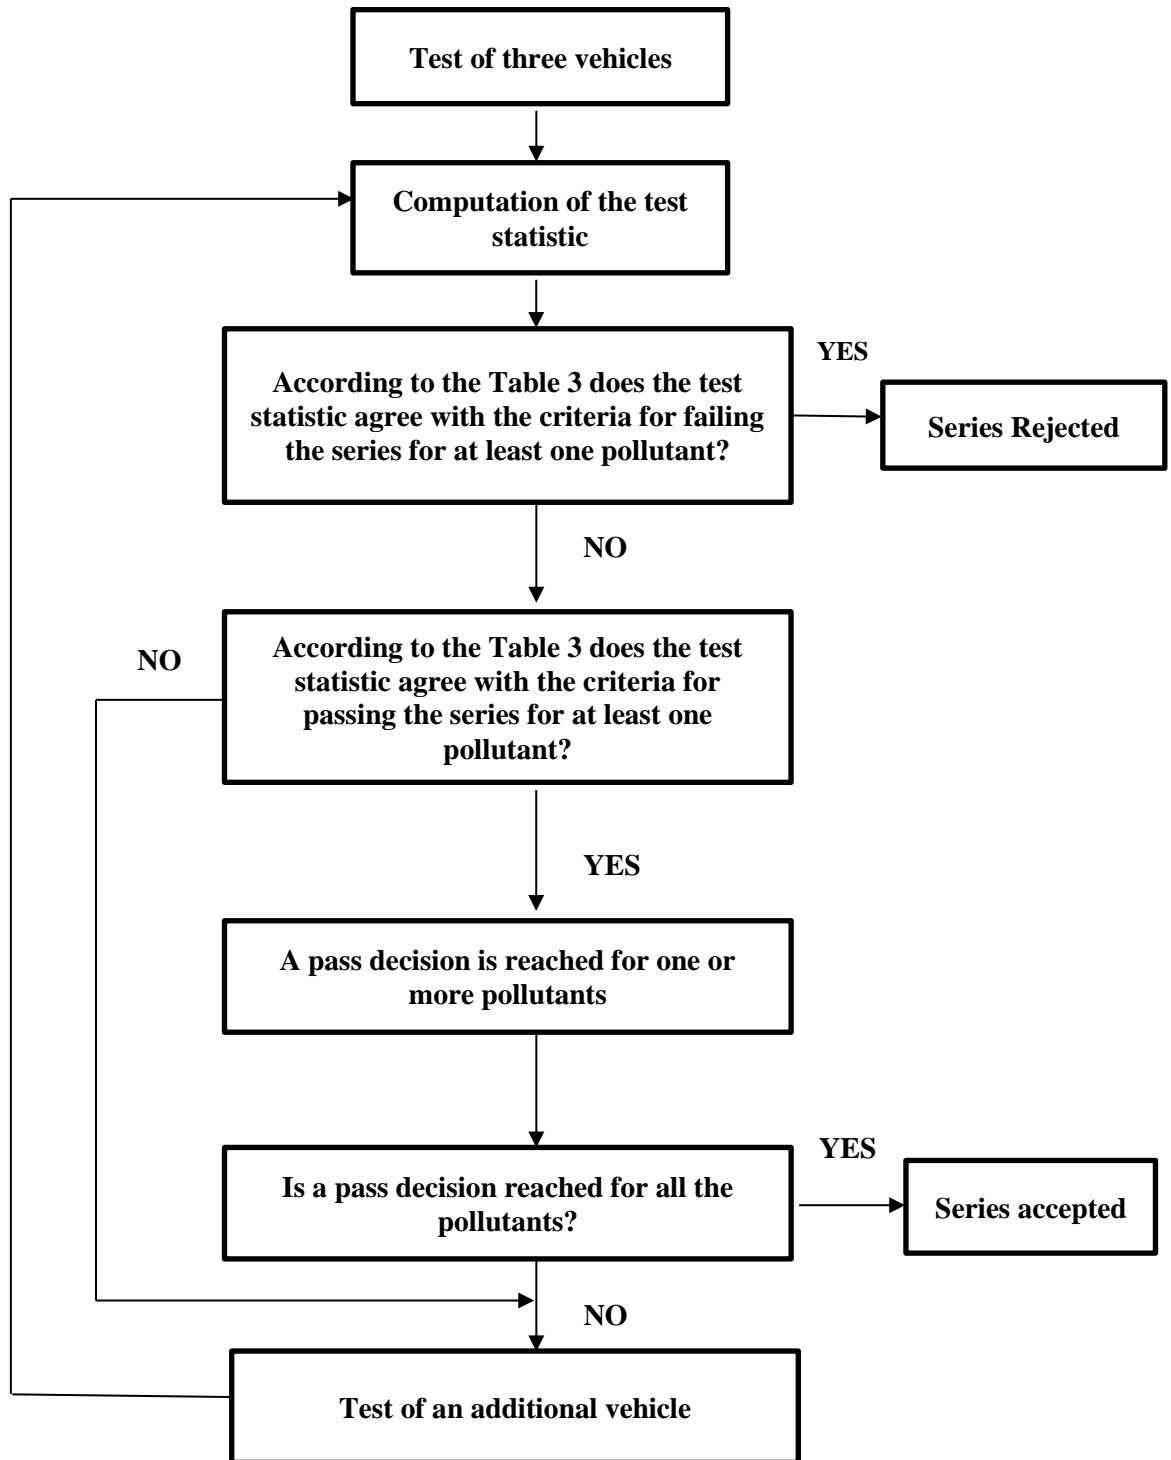 Test of three vehicles
Computation of the test
statistic
YES
According to the Table 3 does the test
statistic agree with the criteria for failing
the series for at least one pollutant?
Series Rejected
NO
According to the Table 3 does the test
statistic agree with the criteria for
passing the series for at least one
pollutant?
NO
YES
A pass decision is reached for one or
more pollutants
YES
Is a pass decision reached for all the
pollutants?
Series accepted
NO
Test of an additional vehicle